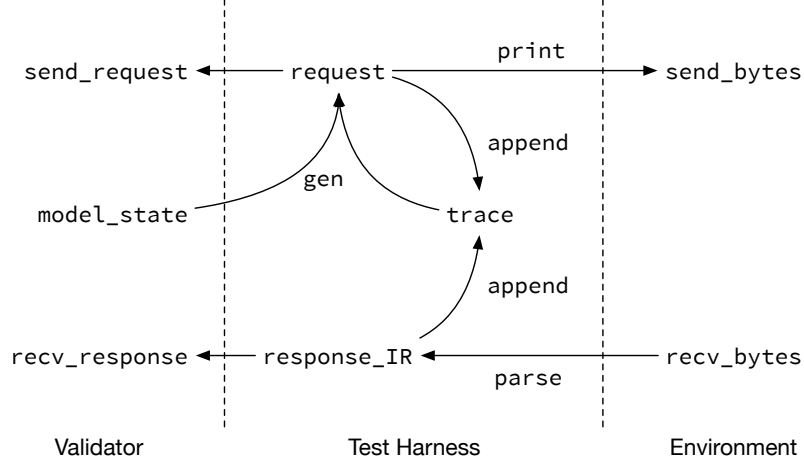 print
send_request request send_bytes
append
gen
model_state trace
append
recv_response response_IR recv_bytes
parse
Validator Test Harness Environment